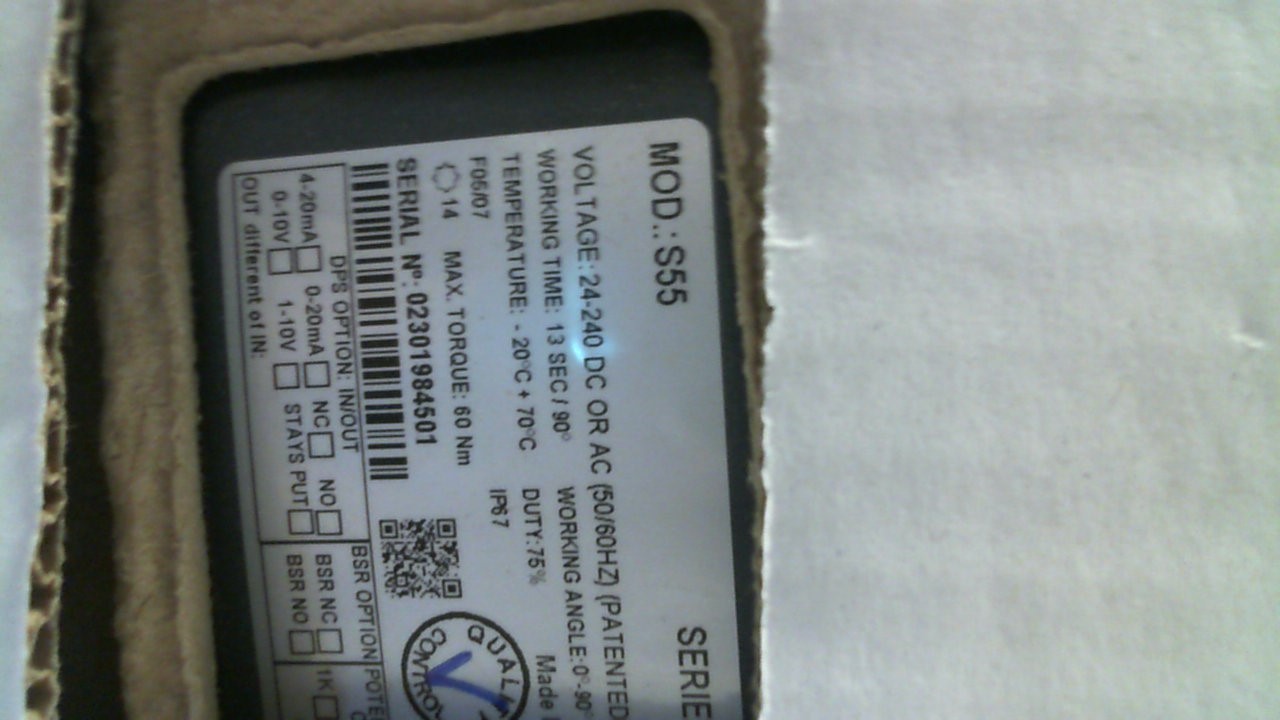 MOD.: S55 SERIE
VOLTAGE: 24-240 DC OR AC (50/60HZ) (PATENTED
WORKING TIME: 13 SEC / 90° WORKING ANGLE: 0°-90°
TEMPERATURE: - 20°C + 70°C DUTY: 75% Made
F05/07 IP67
14 MAX. TORQUE: 60 Nm
SERIAL Nº: 02301984501
QUAL
CONTRO
DPS OPTION: IN/OUT BSR OPTION POTE
4-20mA 0-20mA NC NO BSR NC 1K
0-10V 1-10V STAYS PUT BSR NO
OUT different of IN: